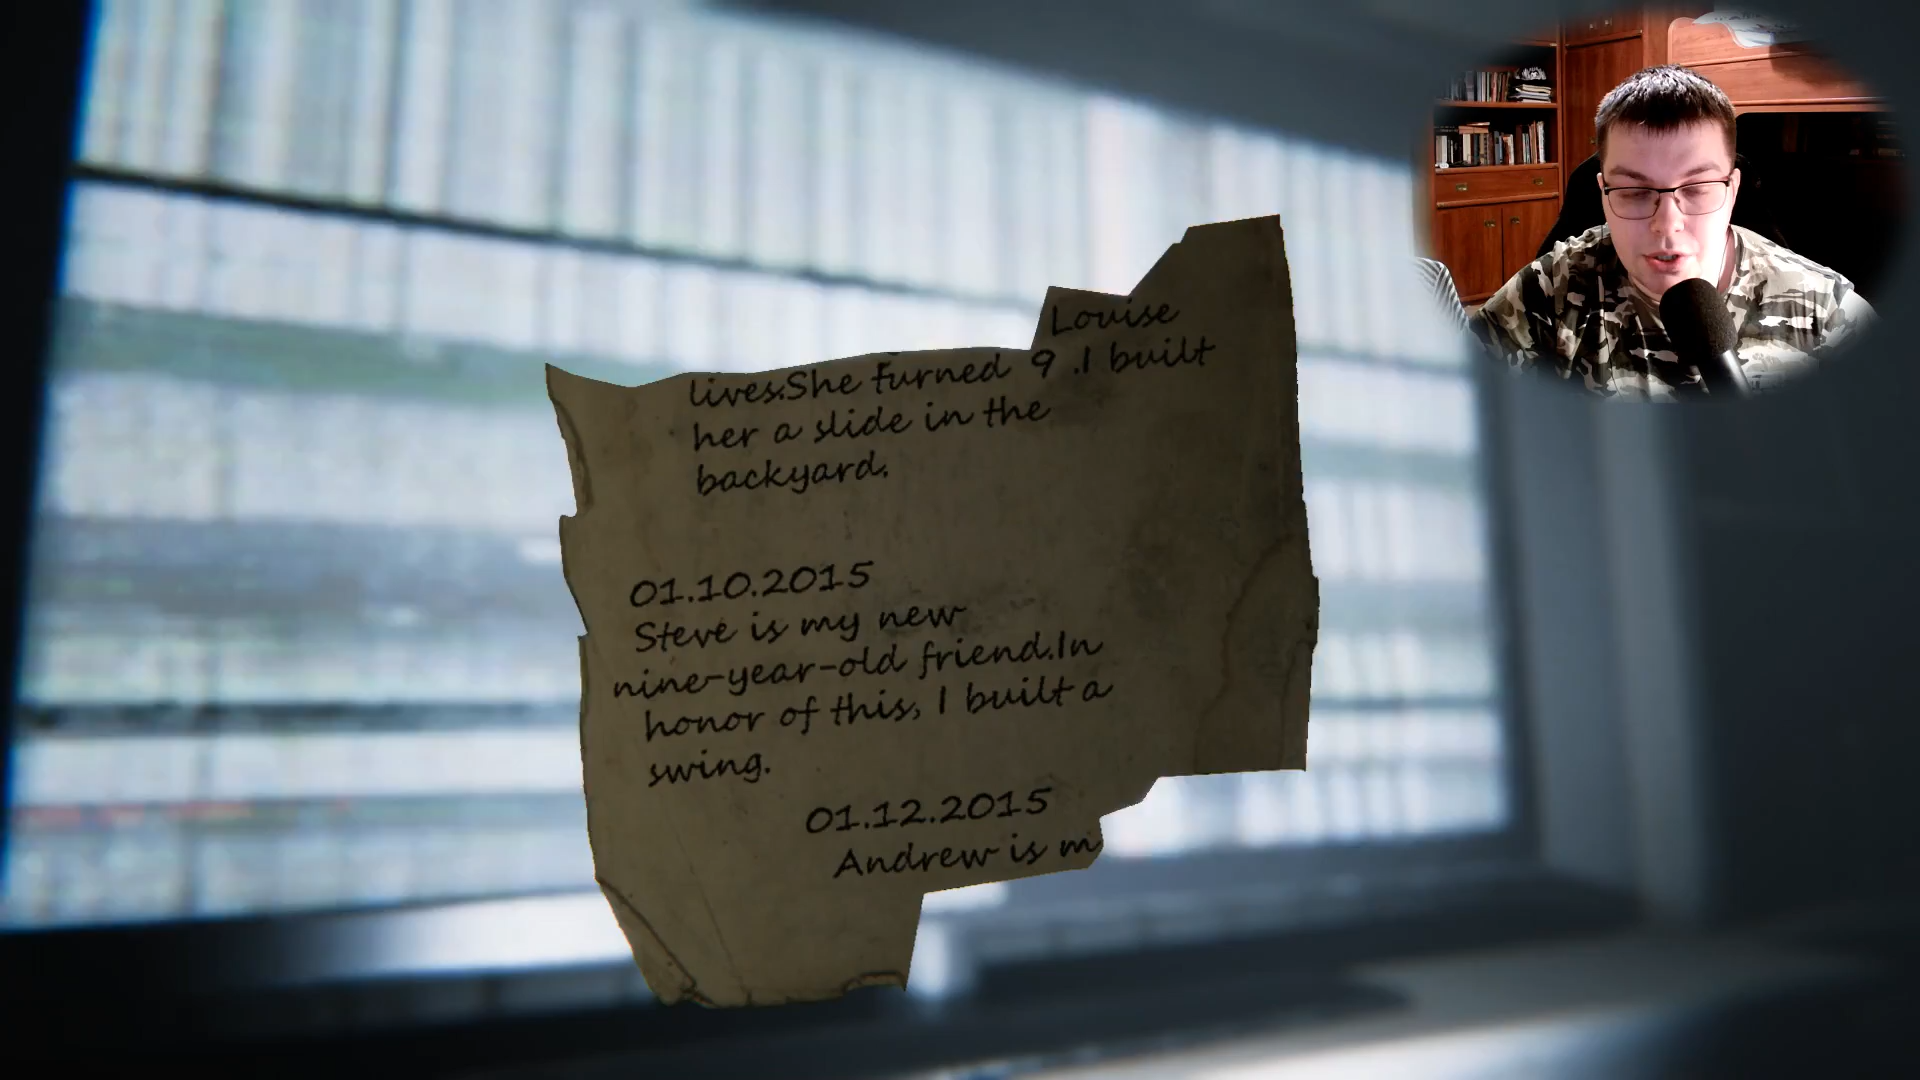 Louise
lives.She turned 9 .I built
her a slide in the
backyard.
01.10.2015
Steve is my new
nine-year-old friend.In
honor of this, I built a
swing.
01.12.2015
Andrew is m